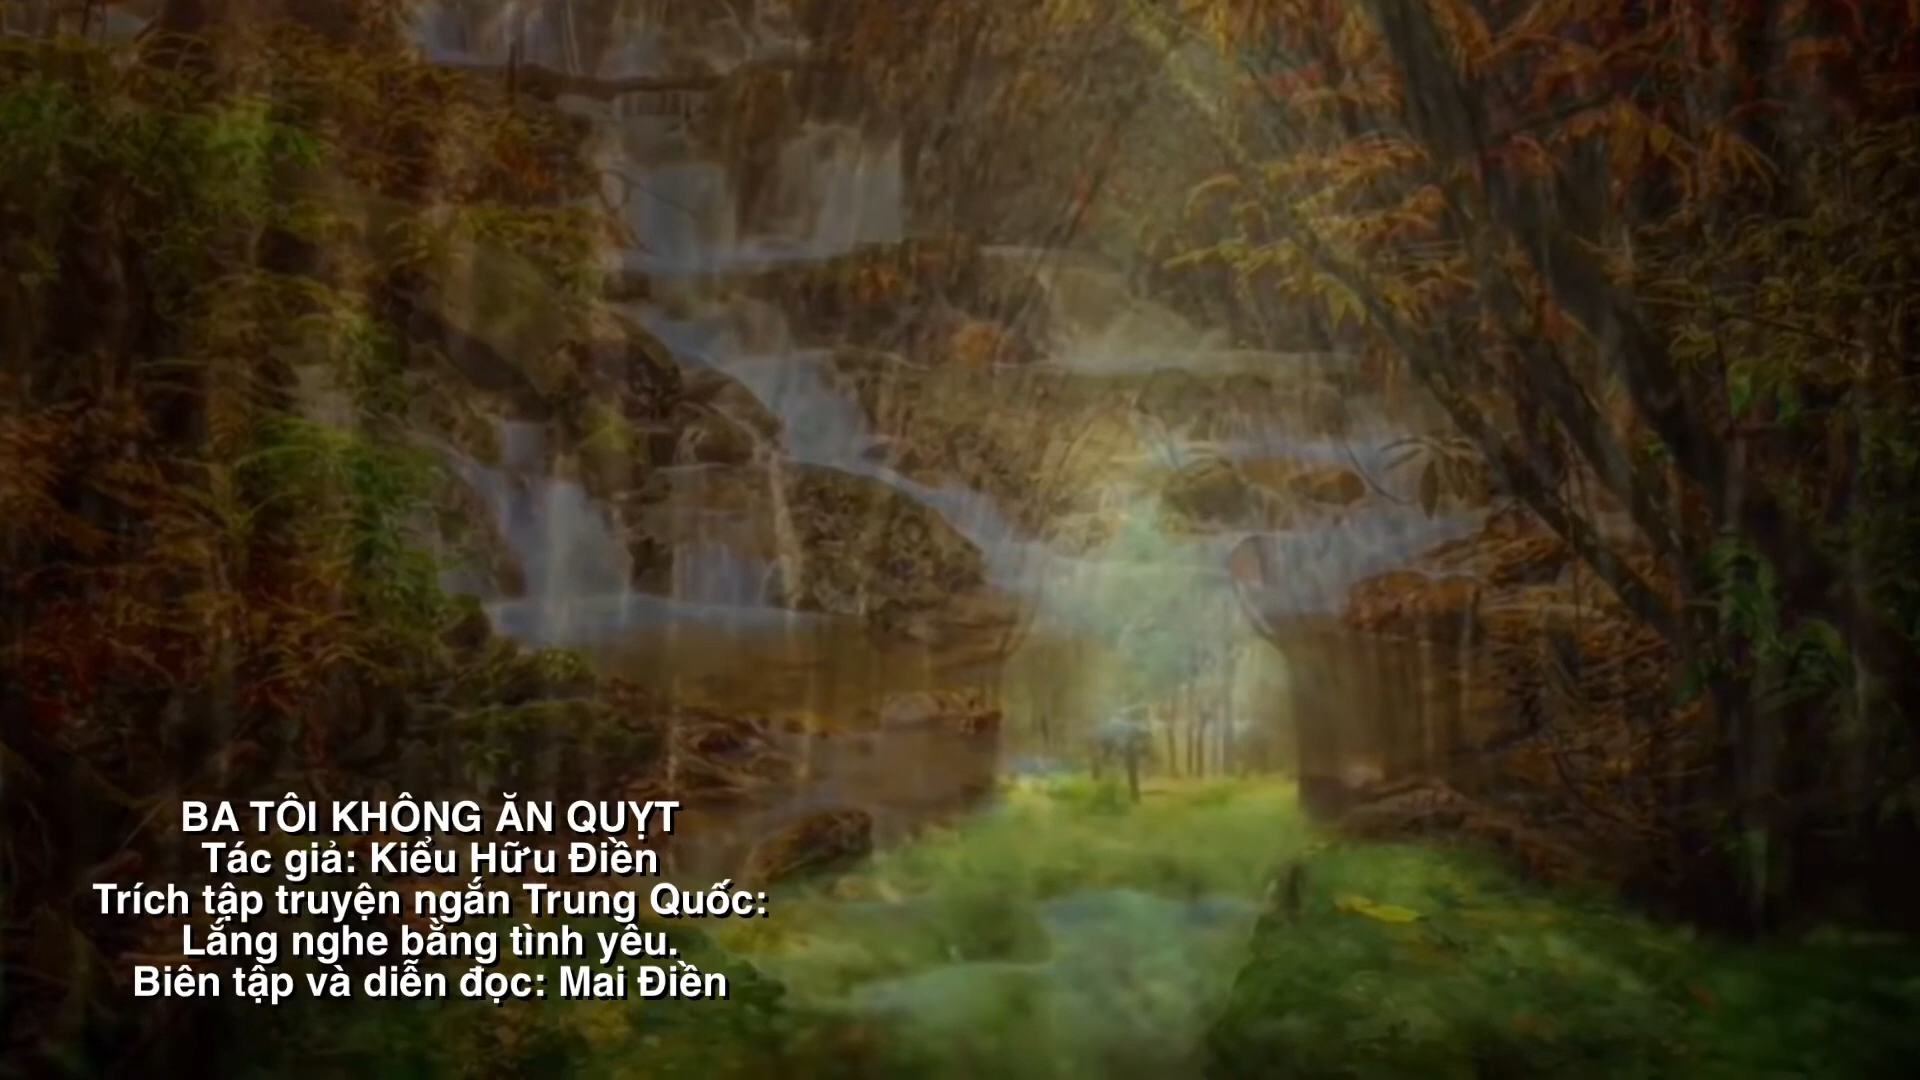 BA TÔI KHÔNG ĂN QUỴT
Tác giả: Kiểu Hữu Điền
Trích tập truyện ngắn Trung Quốc:
Lắng nghe bằng tình yêu.
Biên tập và diễn đọc: Mai Điền